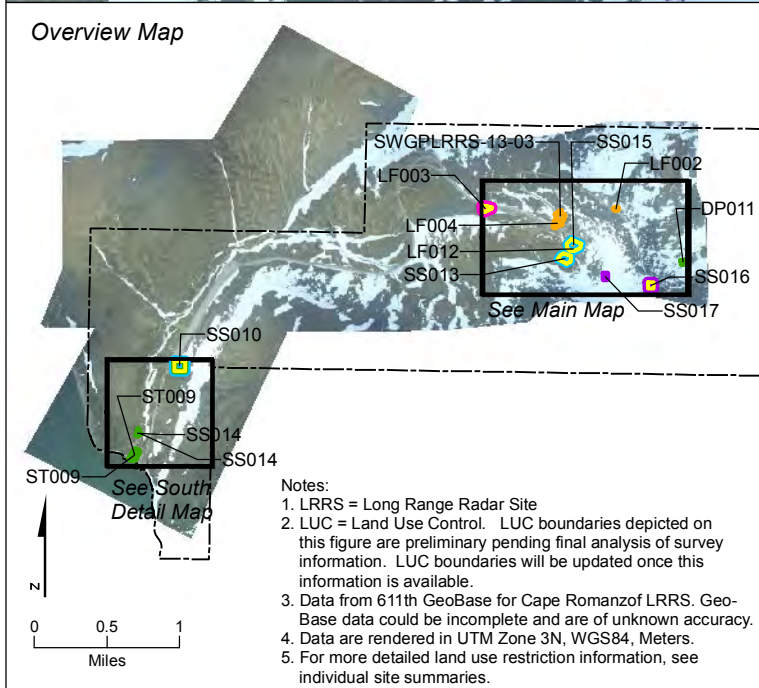 Overview Map
SWGPLRRS-13-03
SS015
LF003
LF002
LF004
DP011
LF012
SS013
SS016
See Main Map
SS017
SS010
ST009
SS014
ST009
SS014
See South
Detail Map
N
0 0.5 1
Miles
Notes:
1. LRRS = Long Range Radar Site
2. LUC = Land Use Control. LUC boundaries depicted on
this figure are preliminary pending final analysis of survey
information. LUC boundaries will be updated once this
information is available.
3. Data from 611th GeoBase for Cape Romanzof LRRS. Geo-
Base data could be incomplete and are of unknown accuracy.
4. Data are rendered in UTM Zone 3N, WGS84, Meters.
5. For more detailed land use restriction information, see
individual site summaries.